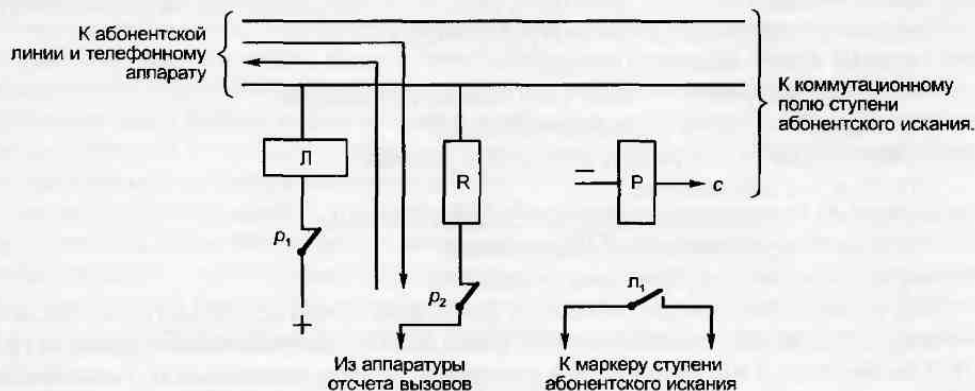 К абонентской
линии и телефонному
аппарату
К коммутационному
полю ступени
абонентского искания.
Л
R
P
c
p₁
p₂
л₁
+
−
Из аппаратуры
отсчета вызовов
К маркеру ступени
абонентского искания